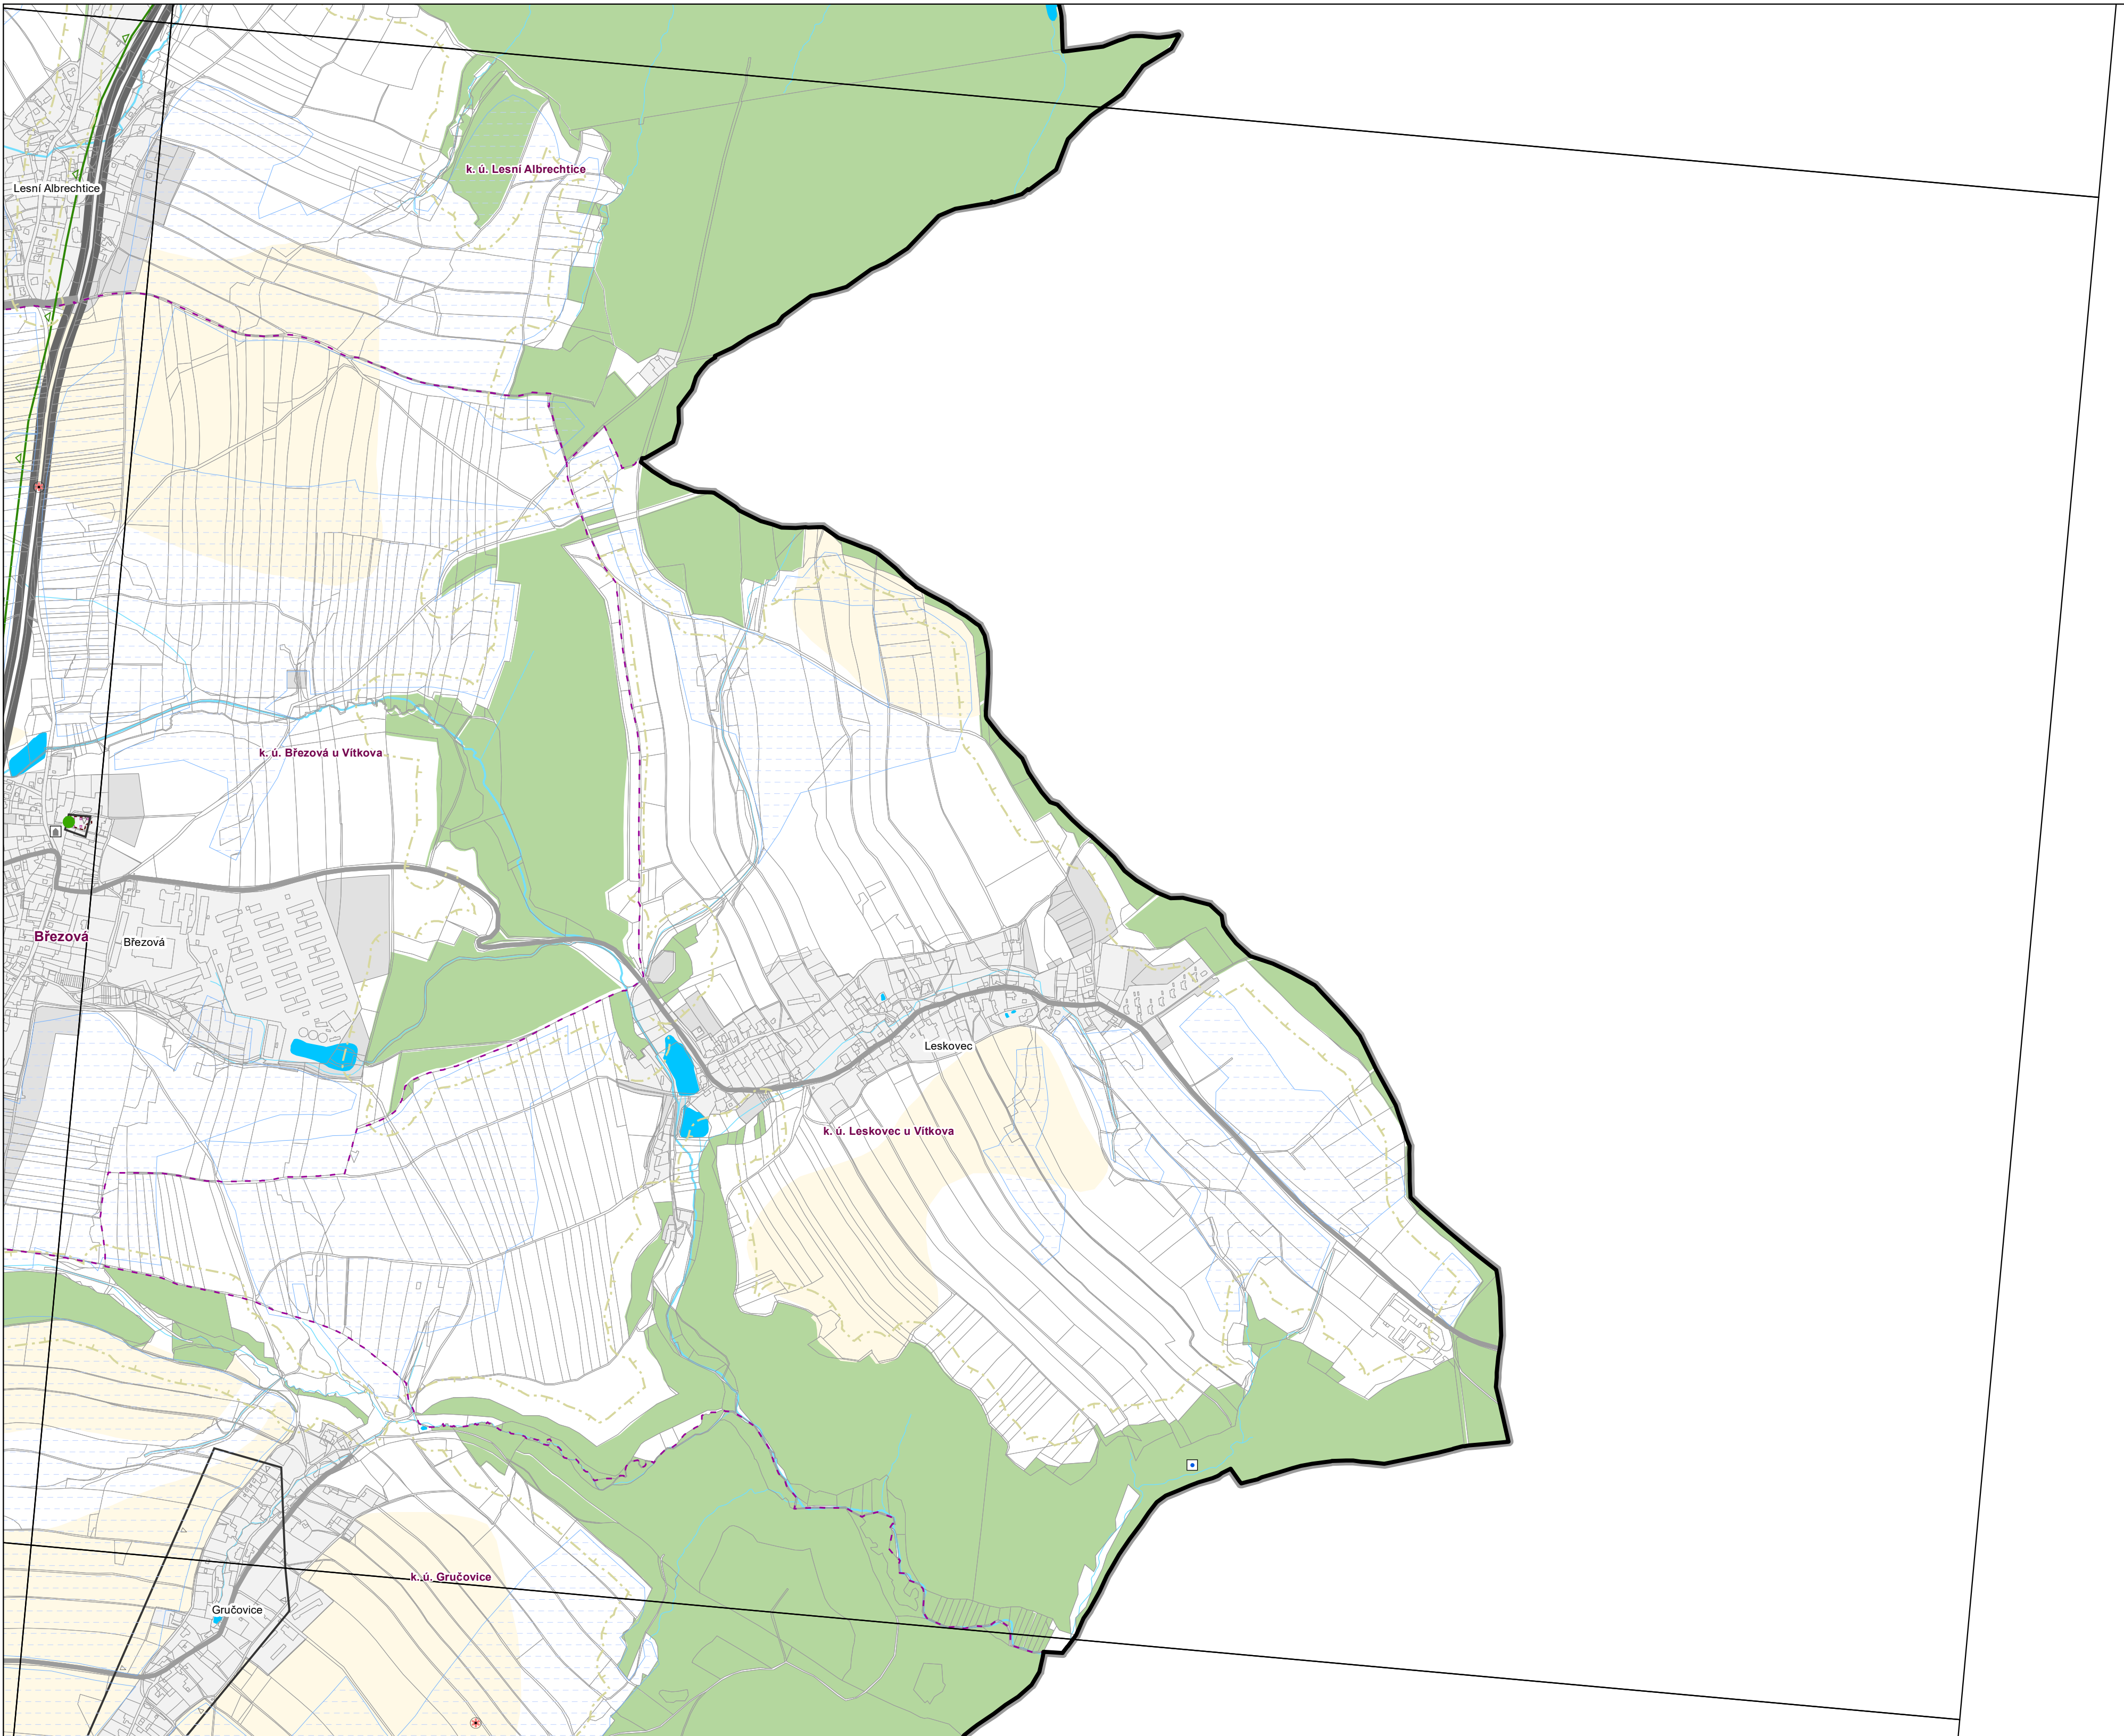 k. ú. Lesní Albrechtice
Lesní Albrechtice
k. ú. Březová u Vítkova
Březová
Březová
Leskovec
k. ú. Leskovec u Vítkova
k. ú. Gručovice
Gručovice